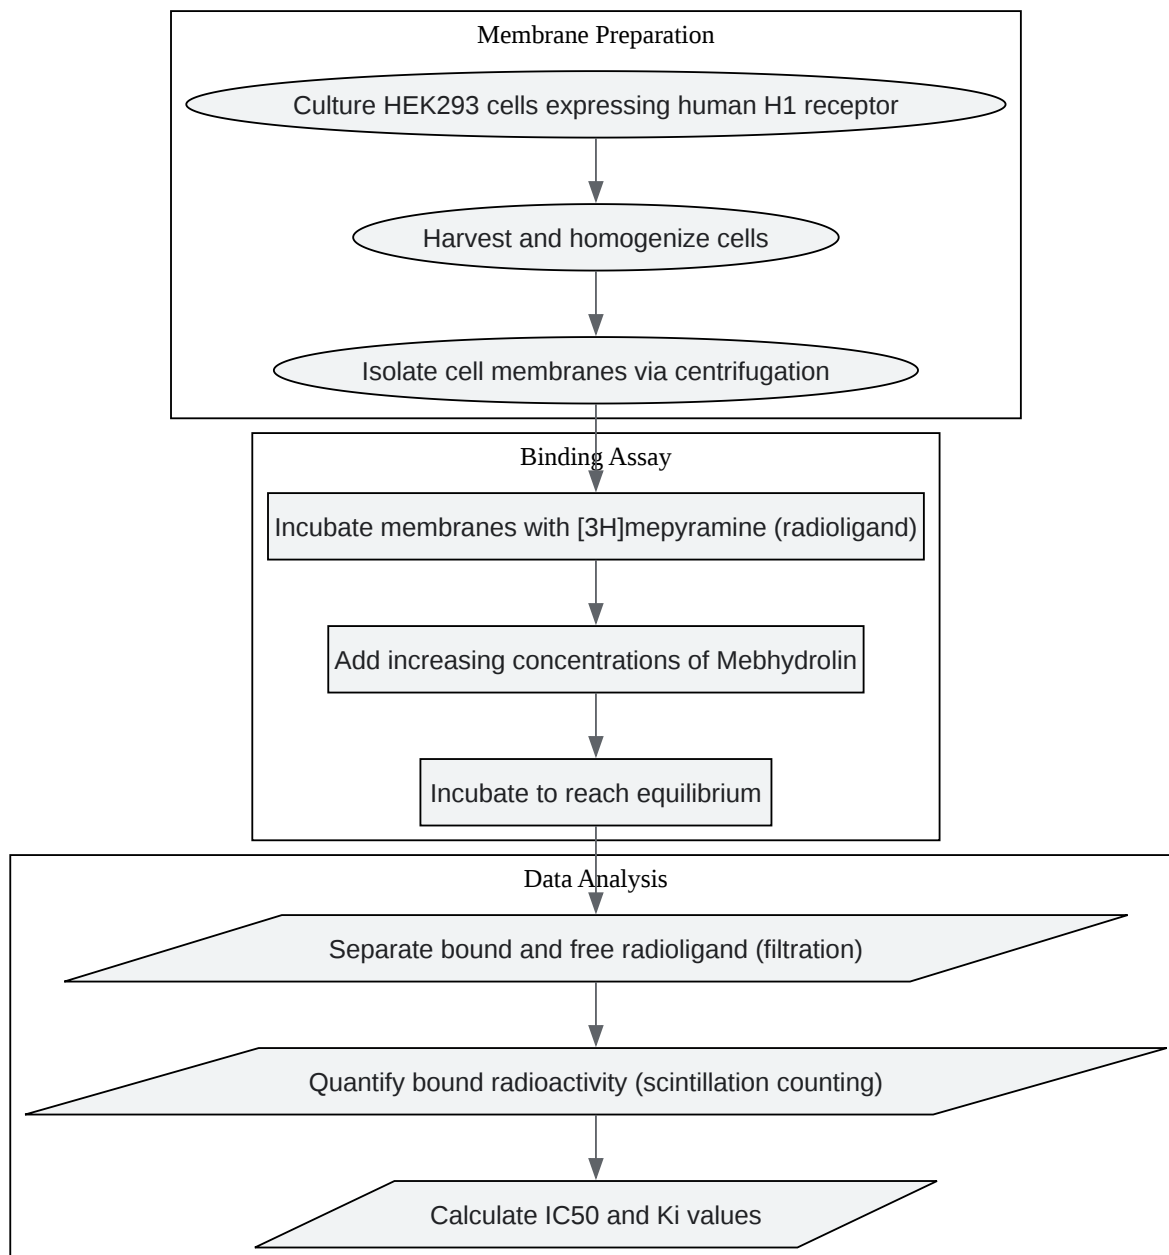 Membrane Preparation
Culture HEK293 cells expressing human H1 receptor
Harvest and homogenize cells
Isolate cell membranes via centrifugation
Binding Assay
Incubate membranes with [3H]mepyramine (radioligand)
Add increasing concentrations of Mebhydrolin
Incubate to reach equilibrium
Data Analysis
Separate bound and free radioligand (filtration)
Quantify bound radioactivity (scintillation counting)
Calculate IC50 and Ki values